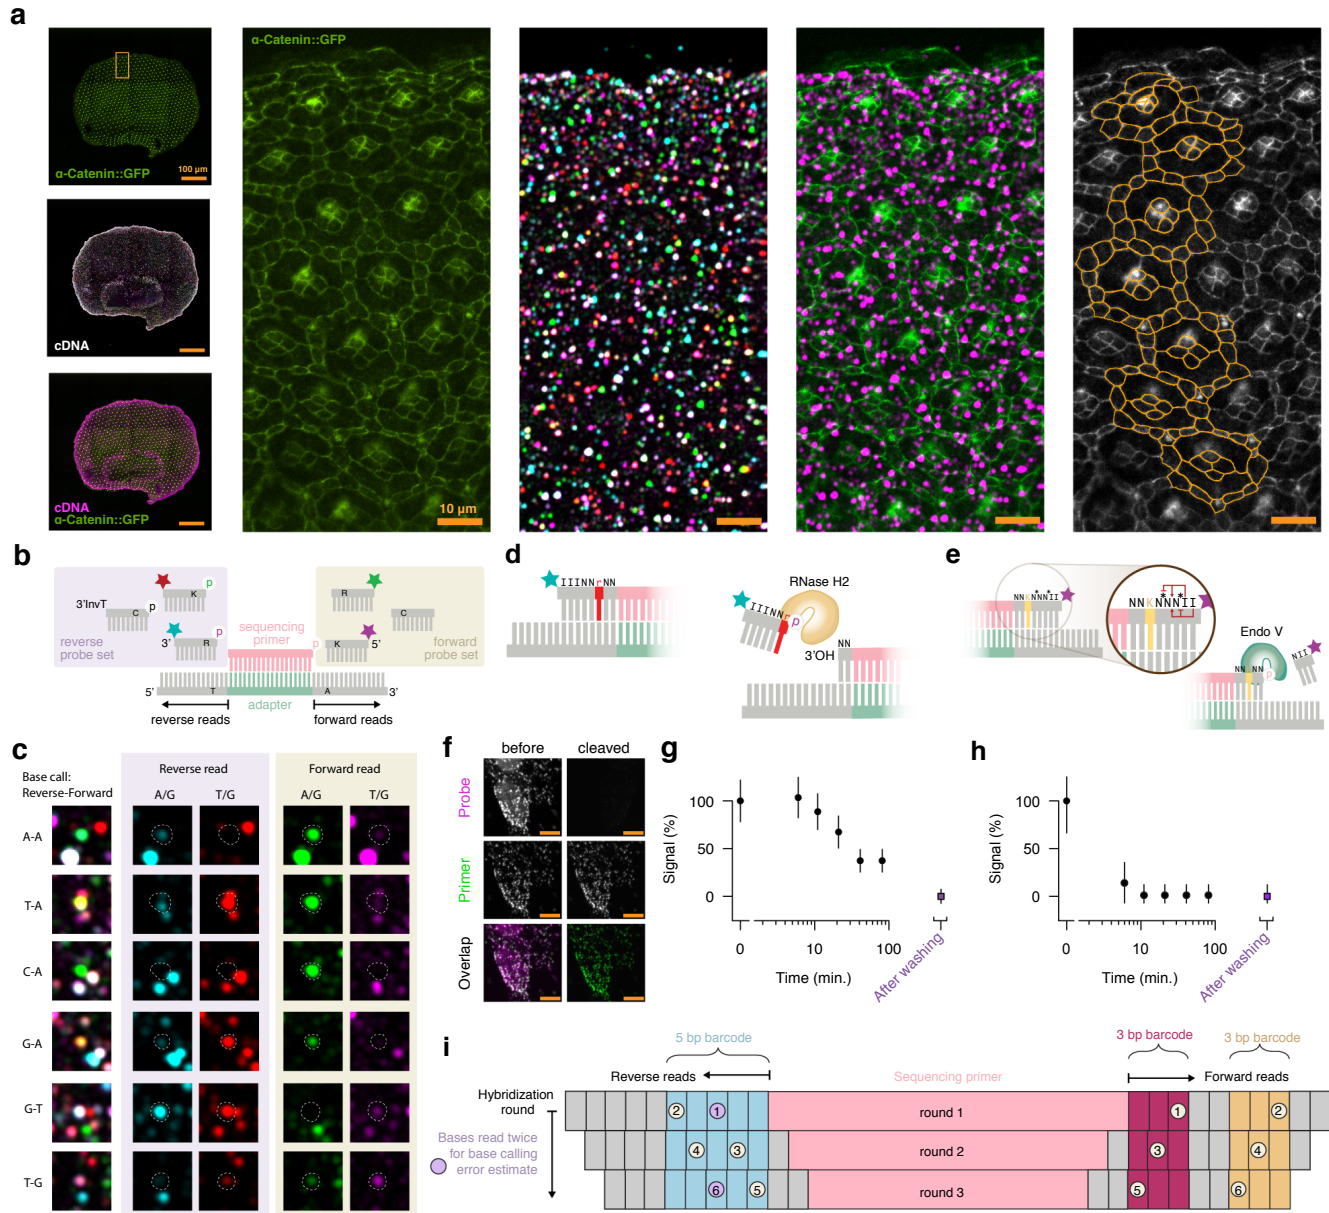 a
α-Catenin::GFP
100 µm
cDNA
cDNA
α-Catenin::GFP
α-Catenin::GFP
10 µm
b
3'InvT
C
p
K
p
3'
R
p
reverse
probe set
sequencing
primer
p
R
C
K
5'
forward
probe set
5'
T
A
3'
adapter
reverse reads
forward reads
c
Base call:
Reverse-Forward
Reverse read
Forward read
A/G
T/G
A/G
T/G
A-A
T-A
C-A
G-A
G-T
T-G
d
IIINNrNN
RNase H2
IIINNr
p
NN
3'OH
e
NNKNNNII
* *
NNKNNNII
* *
Endo V
NN NN
p
NII
f
before
cleaved
Probe
Primer
Overlap
g
Signal (%)
100
50
0
0
10
100
Time (min.)
After washing
h
Signal (%)
100
50
0
0
10
100
Time (min.)
After washing
i
5 bp barcode
3 bp barcode
3 bp barcode
Reverse reads
Sequencing primer
Forward reads
Hybridization
round
2
1
round 1
1
2
Bases read twice
for base calling
error estimate
4
3
round 2
3
4
6
5
round 3
5
6